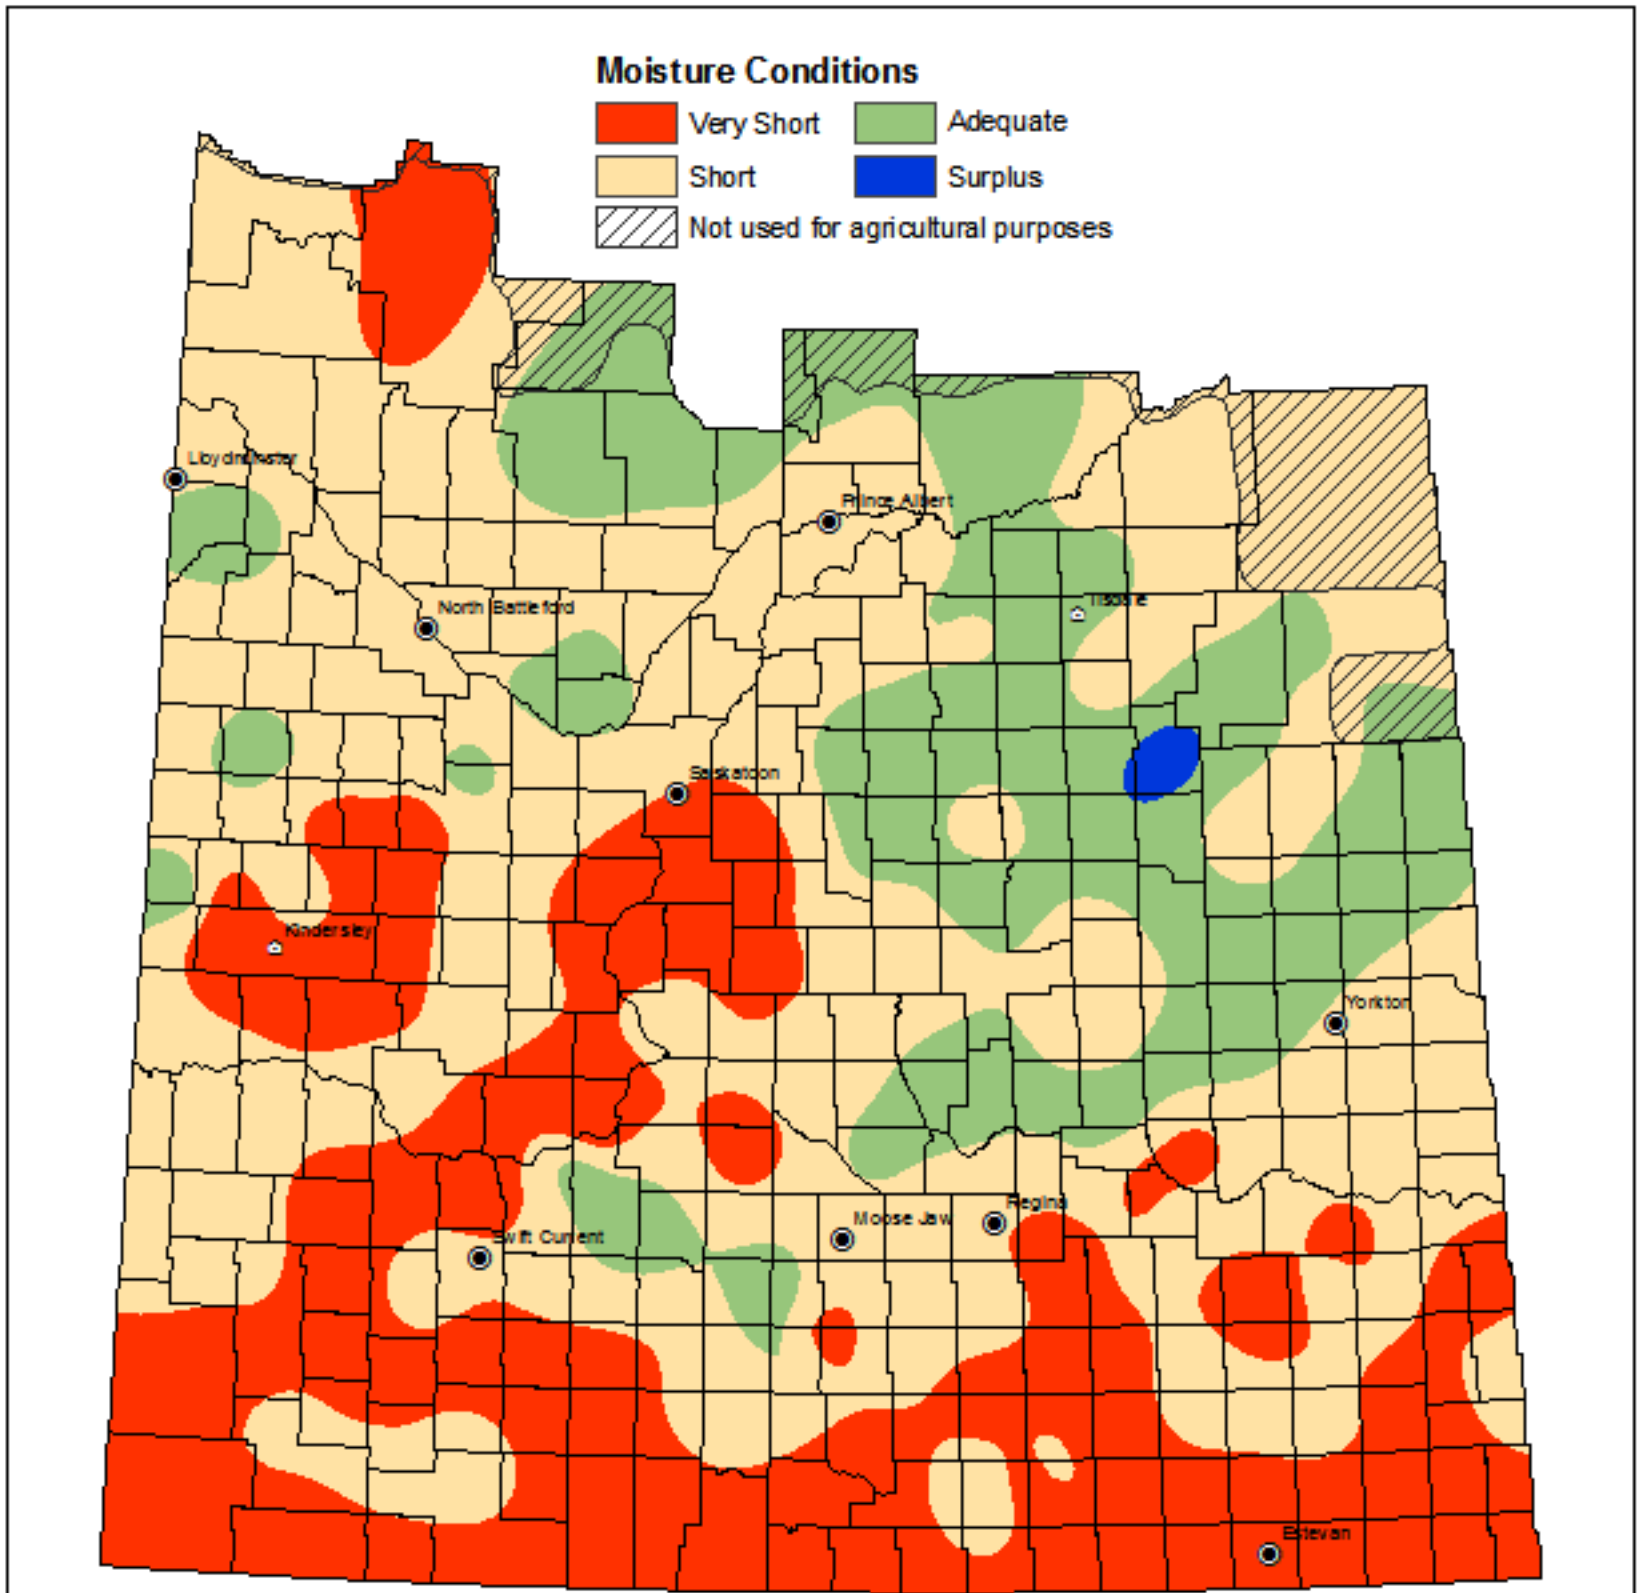 Moisture Conditions
Very Short
Adequate
Short
Surplus
Not used for agricultural purposes
Lloydminster
Prince Albert
Tisdale
North Battleford
Saskatoon
Kindersley
Yorkton
Regina
Moose Jaw
Swift Current
Estevan